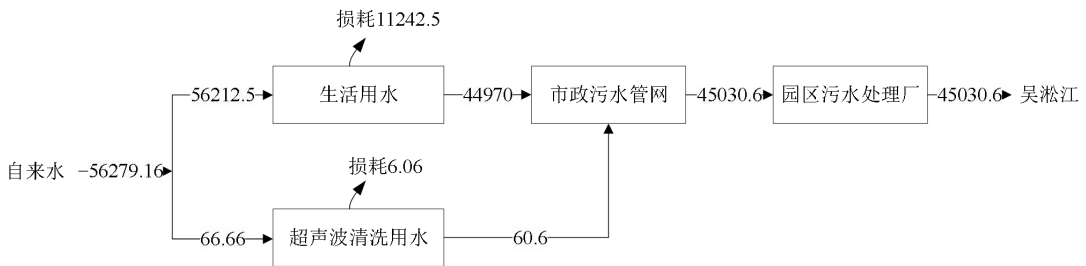 损耗11242.5
56212.5
生活用水
44970
市政污水管网
45030.6
园区污水处理厂
45030.6
吴淞江
自来水
56279.16
损耗6.06
66.66
超声波清洗用水
60.6